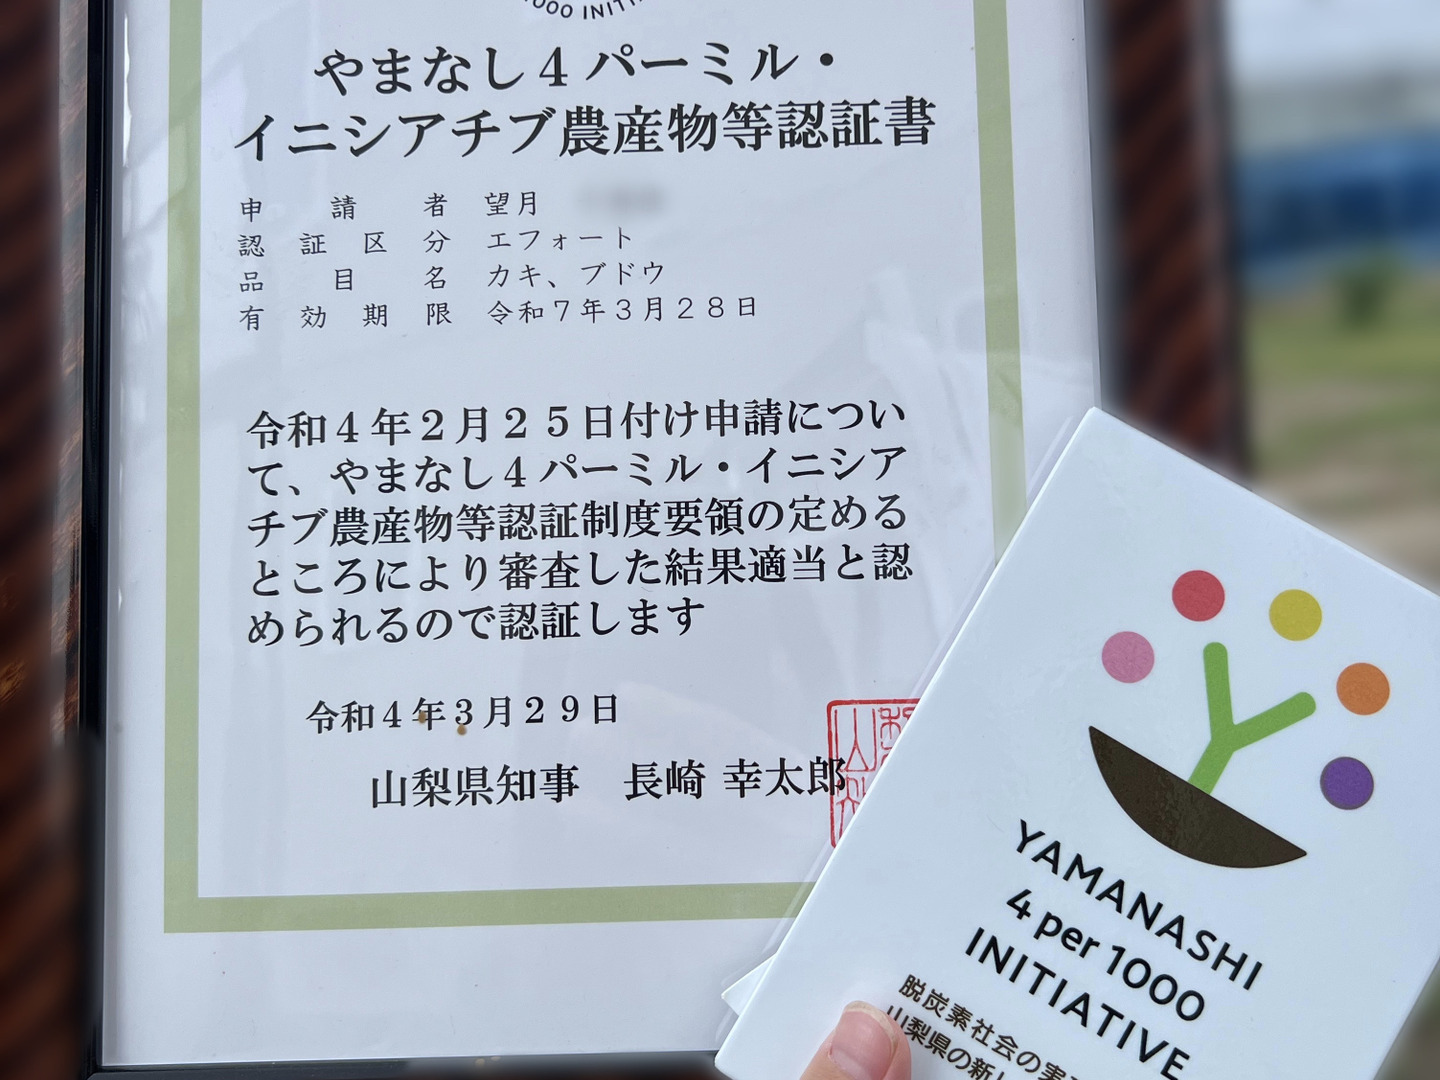 1000 INITI
やまなし４パーミル・
イニシアチブ農産物等認証書
申請者 望月
認証区分 エフォート
品目名 カキ、ブドウ
有効期限 令和７年３月２８日
令和４年２月２５日付け申請につい
て、やまなし４パーミル・イニシア
チブ農産物等認証制度要領の定める
ところにより審査した結果適当と認
められるので認証します
令和４年３月２９日
山梨県知事 長崎 幸太郎
YAMANASHI
4 per 1000
INITIATIVE
脱炭素社会の実
山梨県の新し